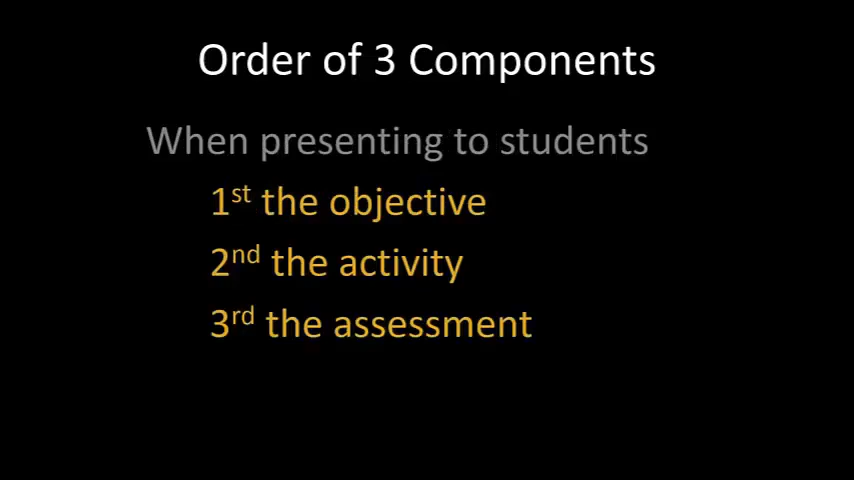 Order of 3 Components
When presenting to students
1st the objective
2nd the activity
3rd the assessment